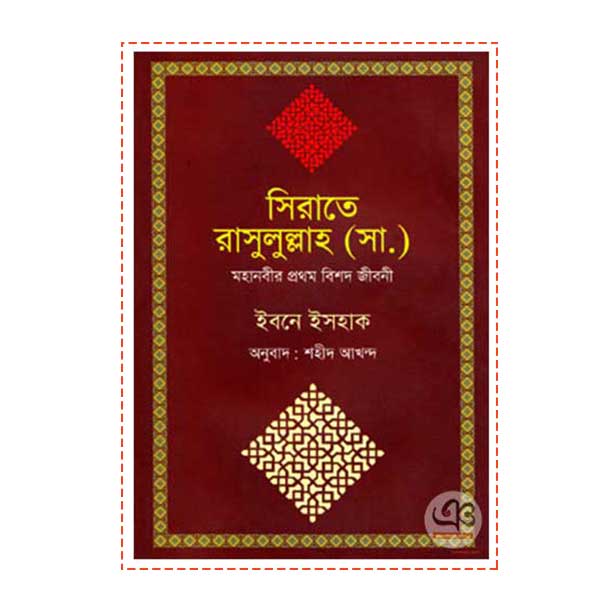 সিরাতে
রাসুলুল্লাহ (সা.)
মহানবীর প্রথম বিশদ জীবনী
ইবনে ইসহাক
অনুবাদ : শহীদ আখন্দ